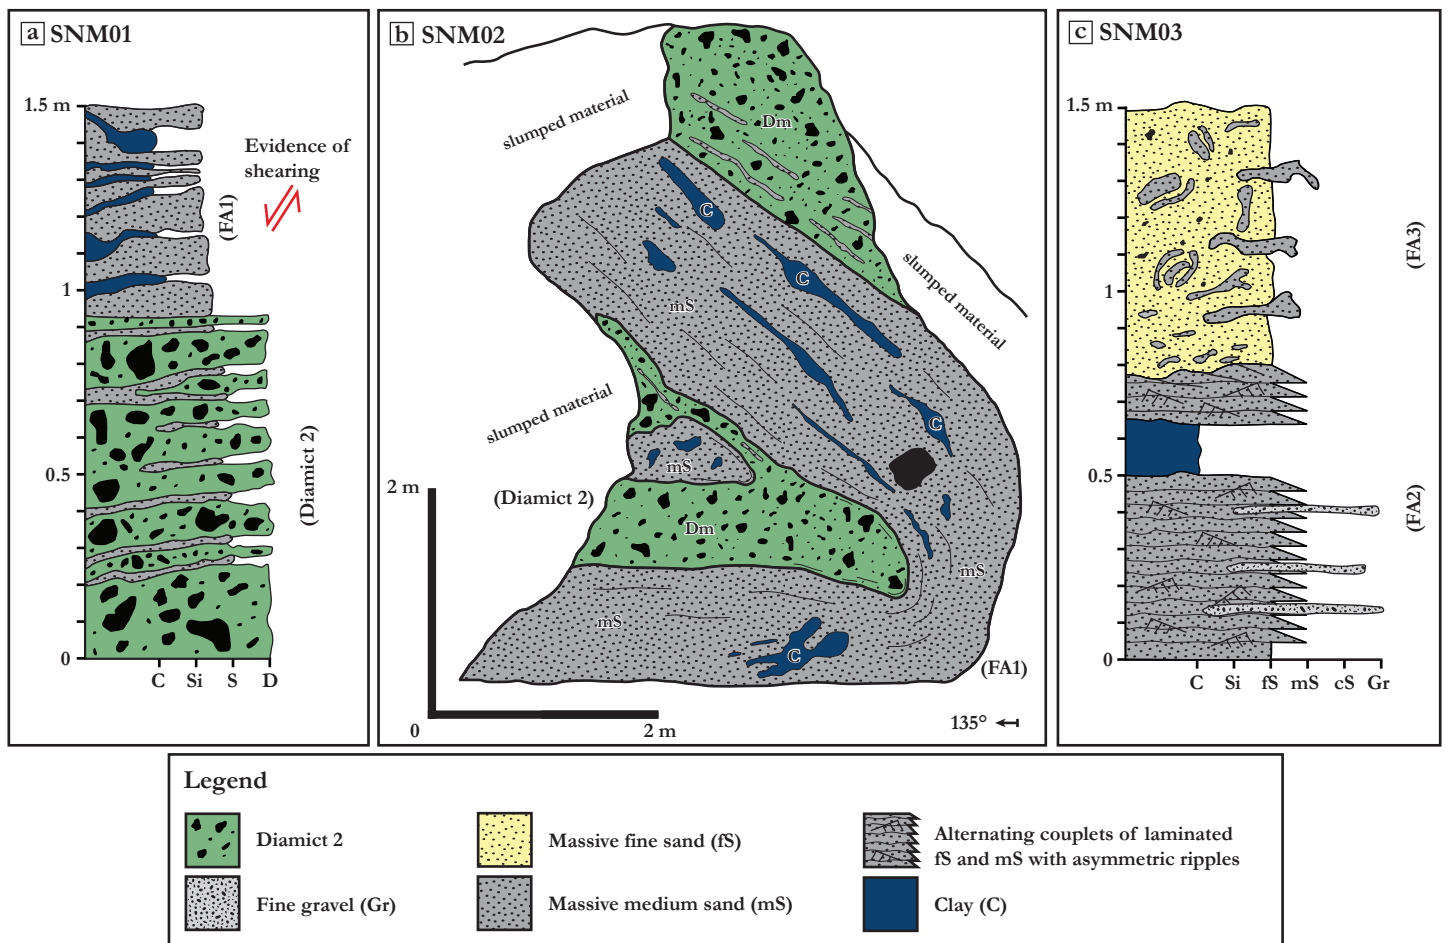 a SNM01
1.5 m
1
0.5
0
C Si S D
Evidence of
shearing
(FA1)
(Diamict 2)
b SNM02
slumped material
Dm
C
C
mS
slumped material
slumped material
C
mS
(Diamict 2)
Dm
mS
mS
C
(FA1)
2 m
0
2 m
135°
c SNM03
1.5 m
1
0.5
0
C Si fS mS cS Gr
(FA3)
(FA2)
Legend
Diamict 2
Fine gravel (Gr)
Massive fine sand (fS)
Massive medium sand (mS)
Alternating couplets of laminated
fS and mS with asymmetric ripples
Clay (C)